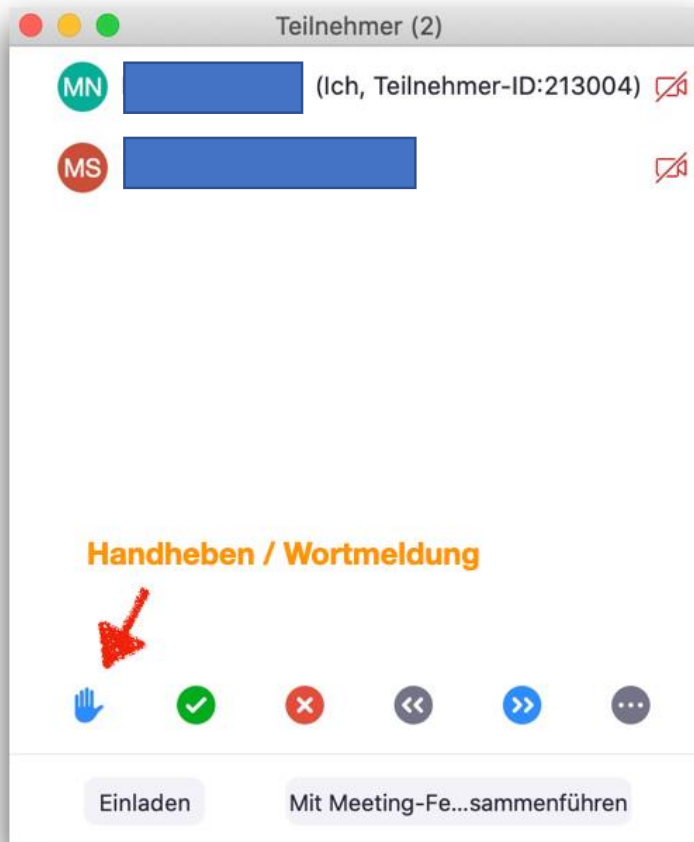 Teilnehmer (2)
MN (Ich, Teilnehmer-ID:213004)
MS
Handheben / Wortmeldung
Einladen Mit Meeting-Fe...sammenführen